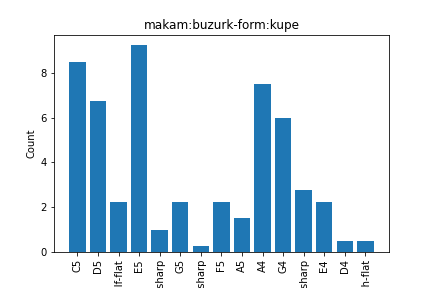 makam:buzurk-form:kupe
Count
8
6
4
2
0
C5
D5
lf-flat
E5
sharp
G5
sharp
F5
A5
A4
G4
sharp
E4
D4
h-flat